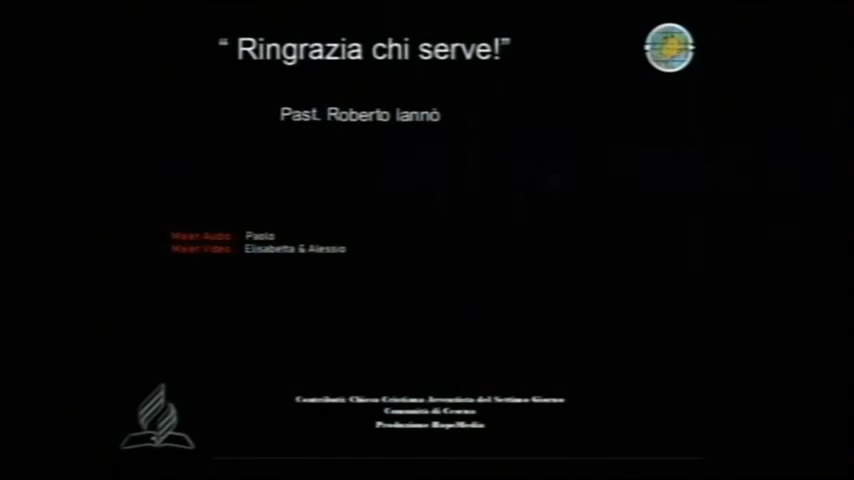 “ Ringrazia chi serve!”
Past. Roberto Iannò
Mixer Audio: Paolo
Mixer Video: Elisabetta & Alessio
Contributi: Chiesa Cristiana Avventista del Settimo Giorno
Comunità di Cesena
Produzione HopeMedia